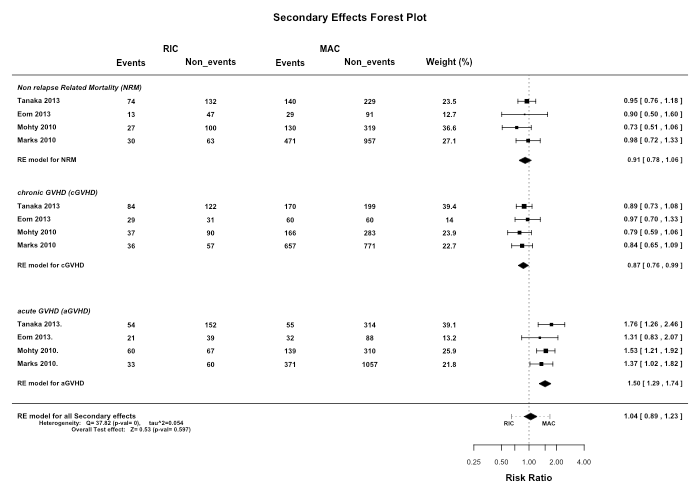 Secondary Effects Forest Plot
RIC MAC
Events Non_events Events Non_events Weight (%)
Non relapse Related Mortality (NRM)
Tanaka 2013 74 132 140 229 23.5 0.95 [ 0.76 , 1.18 ]
Eom 2013 13 47 29 91 12.7 0.90 [ 0.50 , 1.60 ]
Mohty 2010 27 100 130 319 36.6 0.73 [ 0.51 , 1.06 ]
Marks 2010 30 63 471 957 27.1 0.98 [ 0.72 , 1.33 ]
RE model for NRM 0.91 [ 0.78 , 1.06 ]
chronic GVHD (cGVHD)
Tanaka 2013 84 122 170 199 39.4 0.89 [ 0.73 , 1.08 ]
Eom 2013 29 31 60 60 14 0.97 [ 0.70 , 1.33 ]
Mohty 2010 37 90 166 283 23.9 0.79 [ 0.59 , 1.06 ]
Marks 2010 36 57 657 771 22.7 0.84 [ 0.65 , 1.09 ]
RE model for cGVHD 0.87 [ 0.76 , 0.99 ]
acute GVHD (aGVHD)
Tanaka 2013. 54 152 55 314 39.1 1.76 [ 1.26 , 2.46 ]
Eom 2013. 21 39 32 88 13.2 1.31 [ 0.83 , 2.07 ]
Mohty 2010. 60 67 139 310 25.9 1.53 [ 1.21 , 1.92 ]
Marks 2010. 33 60 371 1057 21.8 1.37 [ 1.02 , 1.82 ]
RE model for aGVHD 1.50 [ 1.29 , 1.74 ]
RE model for all Secondary effects 1.04 [ 0.89 , 1.23 ]
Heterogeneity: Q= 37.82 (p-val= 0), tau^2=0.054 RIC MAC
Overall Test effect: Z= 0.53 (p-val= 0.597)
0.25 0.50 1.00 2.00 4.00
Risk Ratio